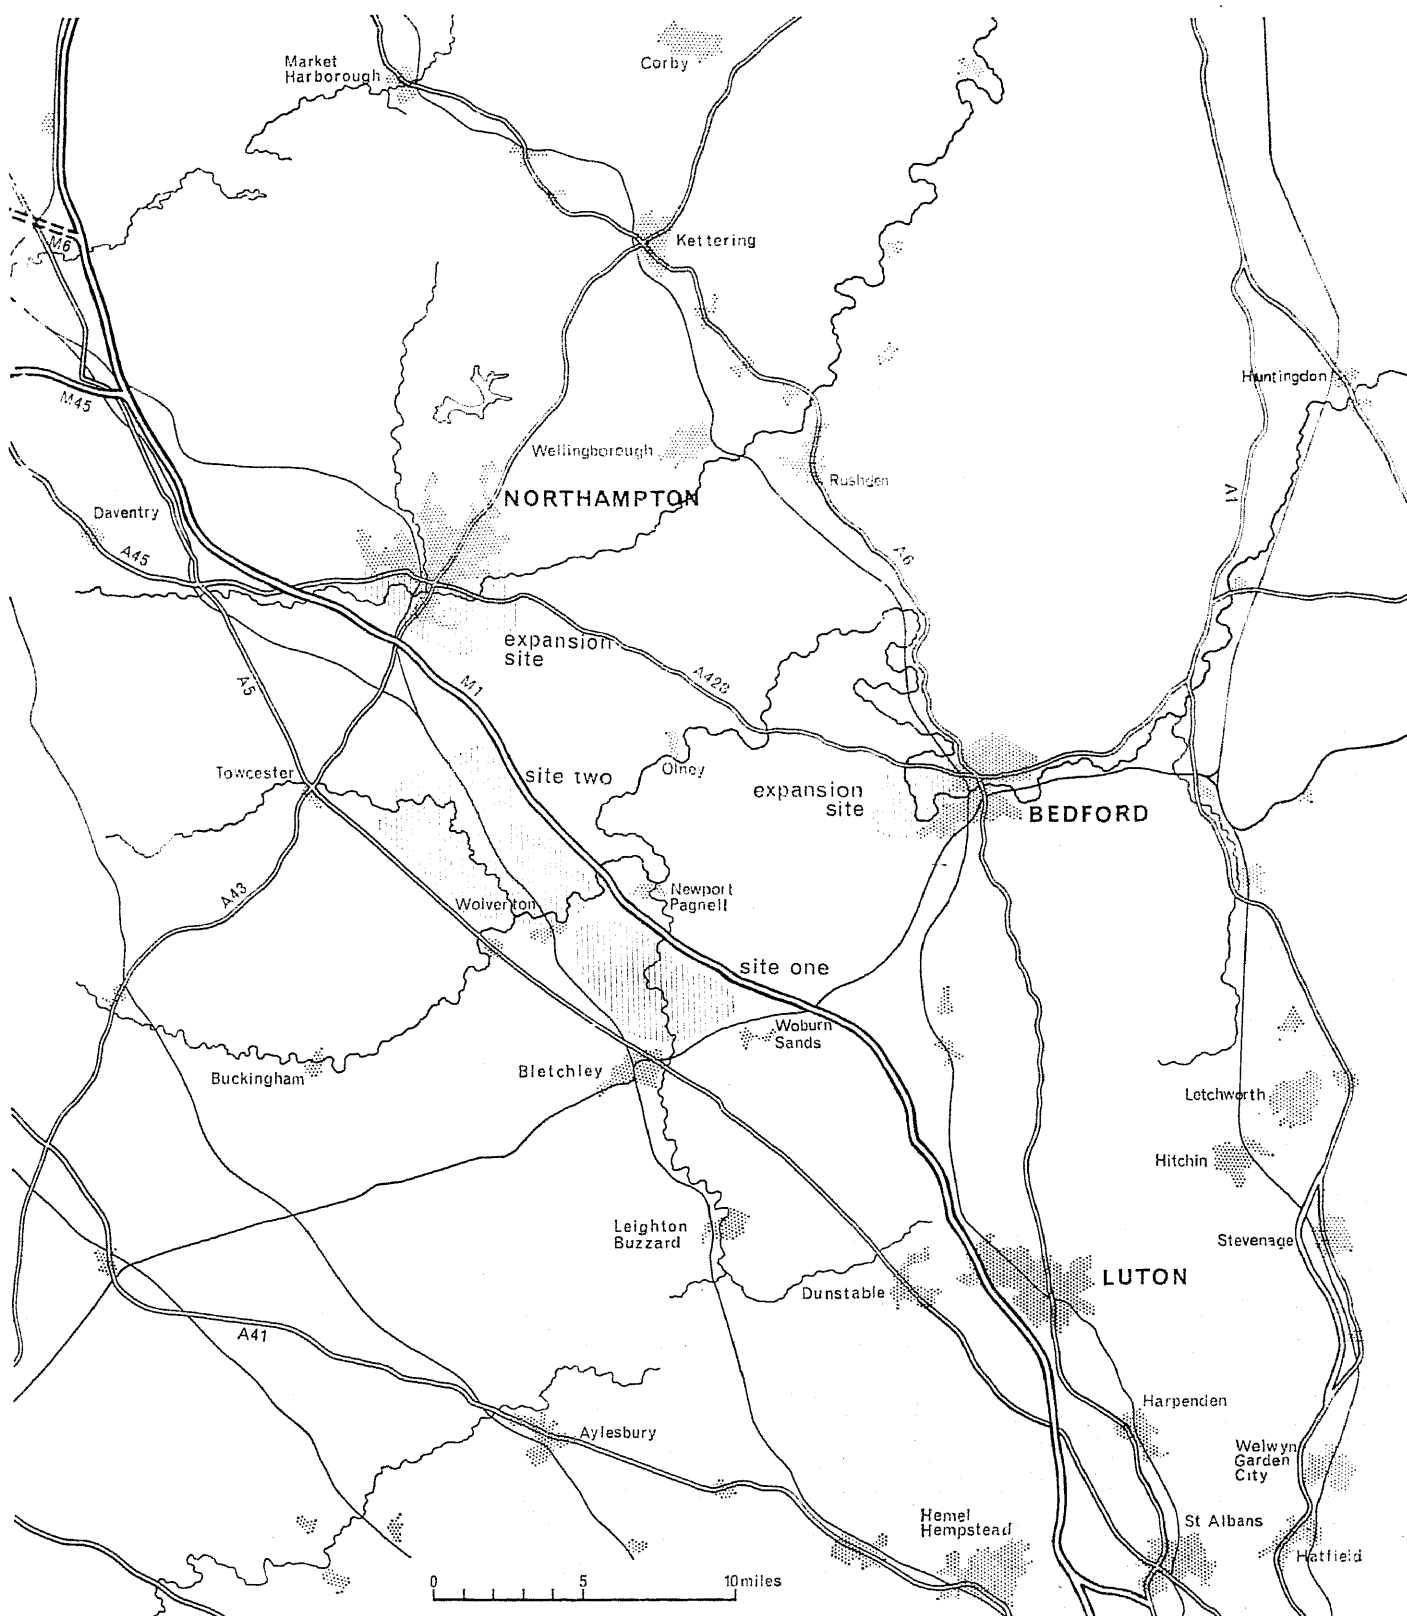 Market
Harborough
Corby
M6
Kettering
M45
Huntingdon
Wellingborough
Rushden
NORTHAMPTON
A1
Daventry
A45
A6
expansion
site
A428
A5
M1
Towcester
site two
Olney
expansion
site
BEDFORD
A43
Wolverton
Newport
Pagnell
site one
Woburn
Sands
Buckingham
Bletchley
Letchworth
Hitchin
Leighton
Buzzard
Stevenage
Dunstable
LUTON
A41
Harpenden
Aylesbury
Welwyn
Garden
City
Hemel
Hempstead
St Albans
Hatfield
0 5 10 miles